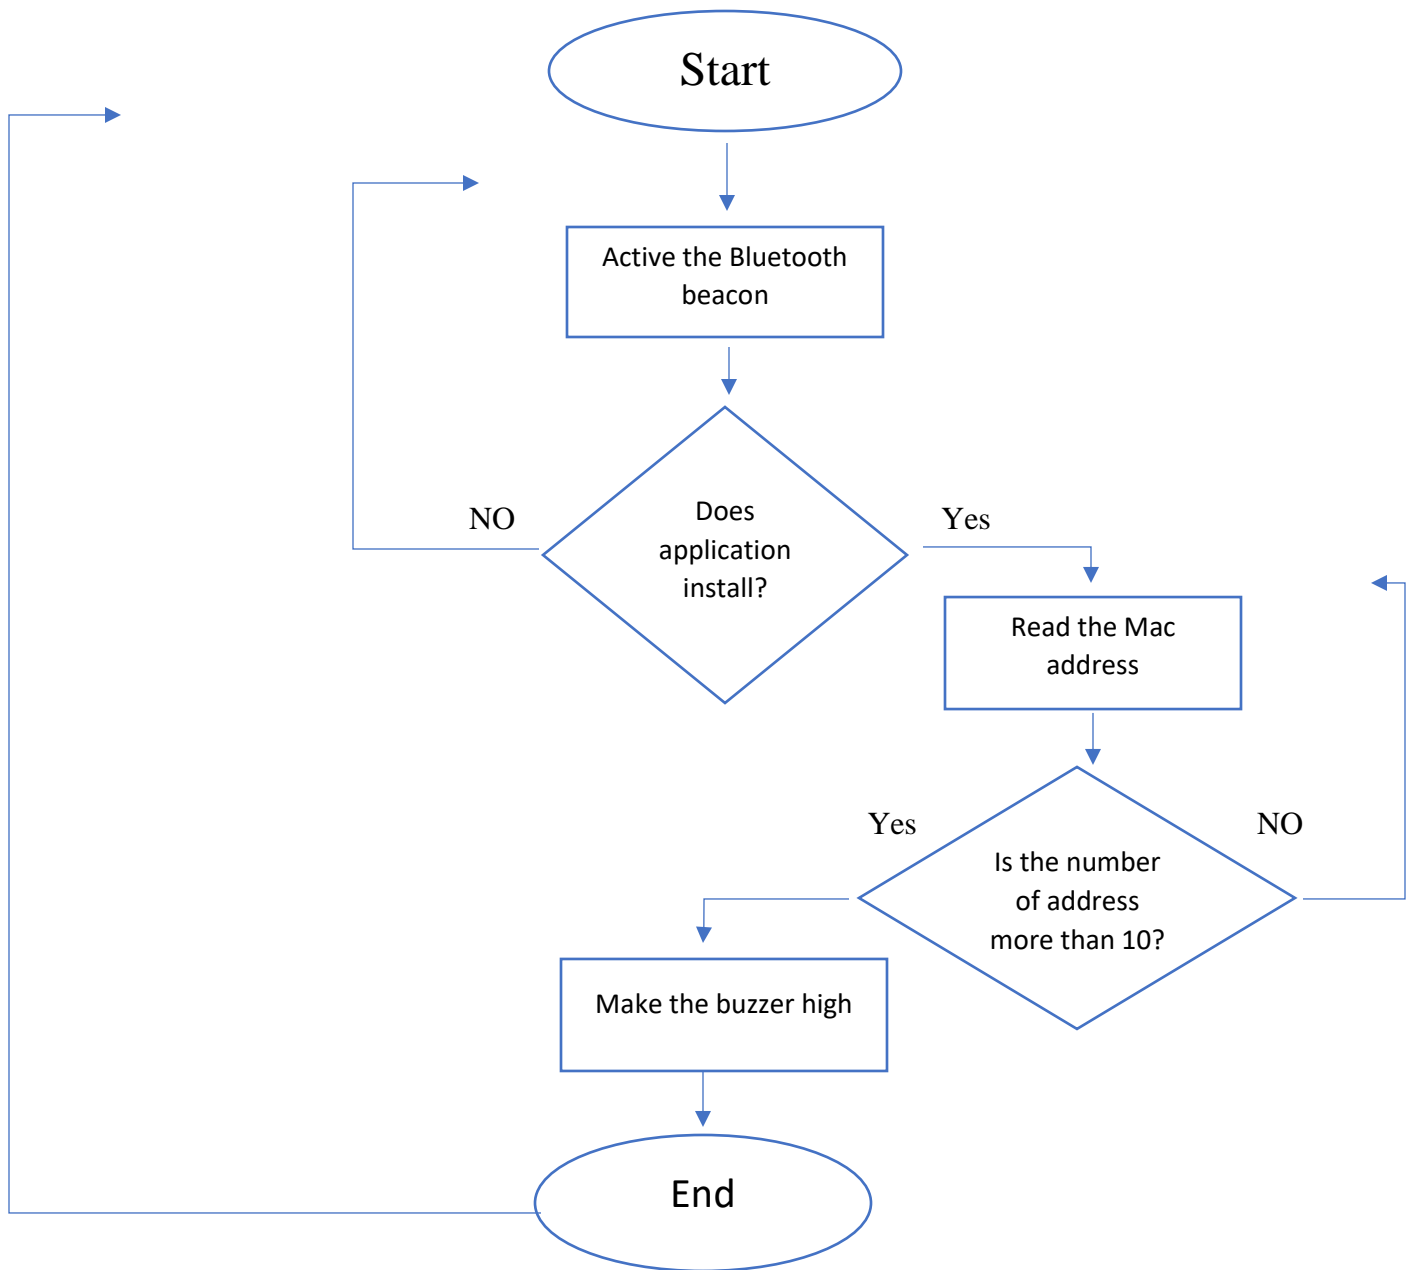 Start
Active the Bluetooth
beacon
NO
Does
application
install?
Yes
Read the Mac
address
Yes
NO
Is the number
of address
more than 10?
Make the buzzer high
End